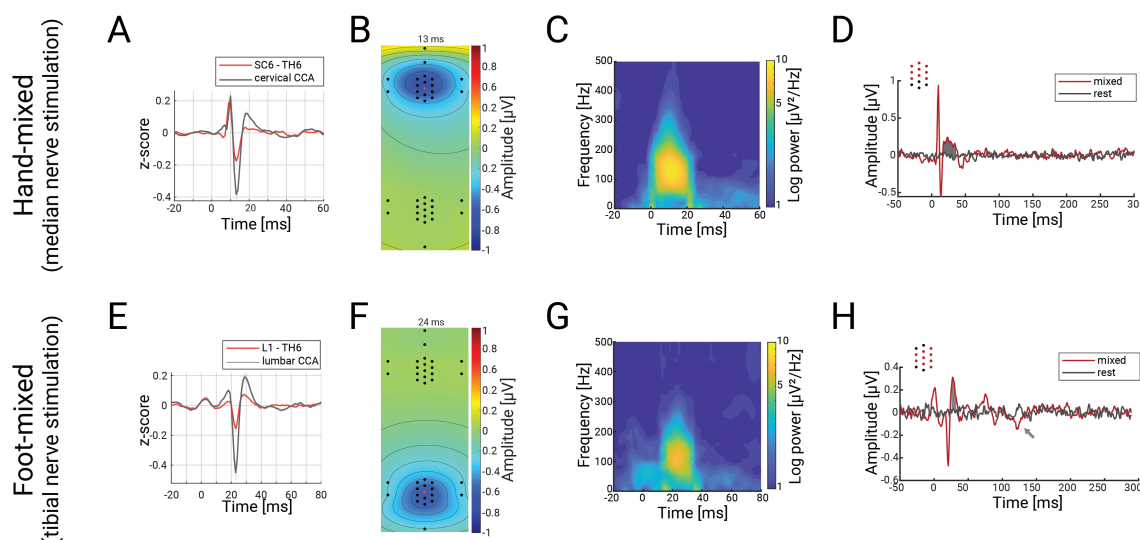 Hand-mixed
(median nerve stimulation)
A
SC6 - TH6
cervical CCA
z-score
0.2
0
-0.2
-0.4
-20 0 20 40 60
Time [ms]
B
13 ms
1
0.8
0.6
0.4
0.2
0
0.2
-0.4
-0.6
-0.8
-1
Amplitude [µV]
C
500
400
300
200
100
0
Frequency [Hz]
-20 0 20 40 60
Time [ms]
10
5
1
Log power [µV²/Hz]
D
mixed
rest
1
0.5
0
-0.5
Amplitude [µV]
-50 0 50 100 150 200 250 300
Time [ms]
Foot-mixed
(tibial nerve stimulation)
E
L1 - TH6
lumbar CCA
z-score
0.2
0
-0.2
-0.4
-20 0 20 40 60 80
Time [ms]
F
24 ms
1
0.8
0.6
0.4
0.2
0
0.2
-0.4
-0.6
-0.8
-1
Amplitude [µV]
G
500
400
300
200
100
0
Frequency [Hz]
-20 0 20 40 60 80
Time [ms]
10
5
1
Log power [µV²/Hz]
H
mixed
rest
0.4
0.2
0
-0.2
-0.4
-0.6
Amplitude [µV]
-50 0 50 100 150 200 250 300
Time [ms]